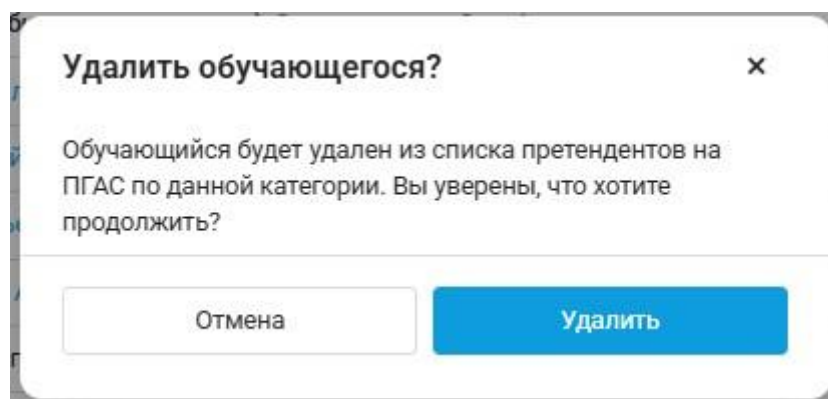 Удалить обучающегося?
×
Обучающийся будет удален из списка претендентов на
ПГАС по данной категории. Вы уверены, что хотите
продолжить?
Отмена
Удалить